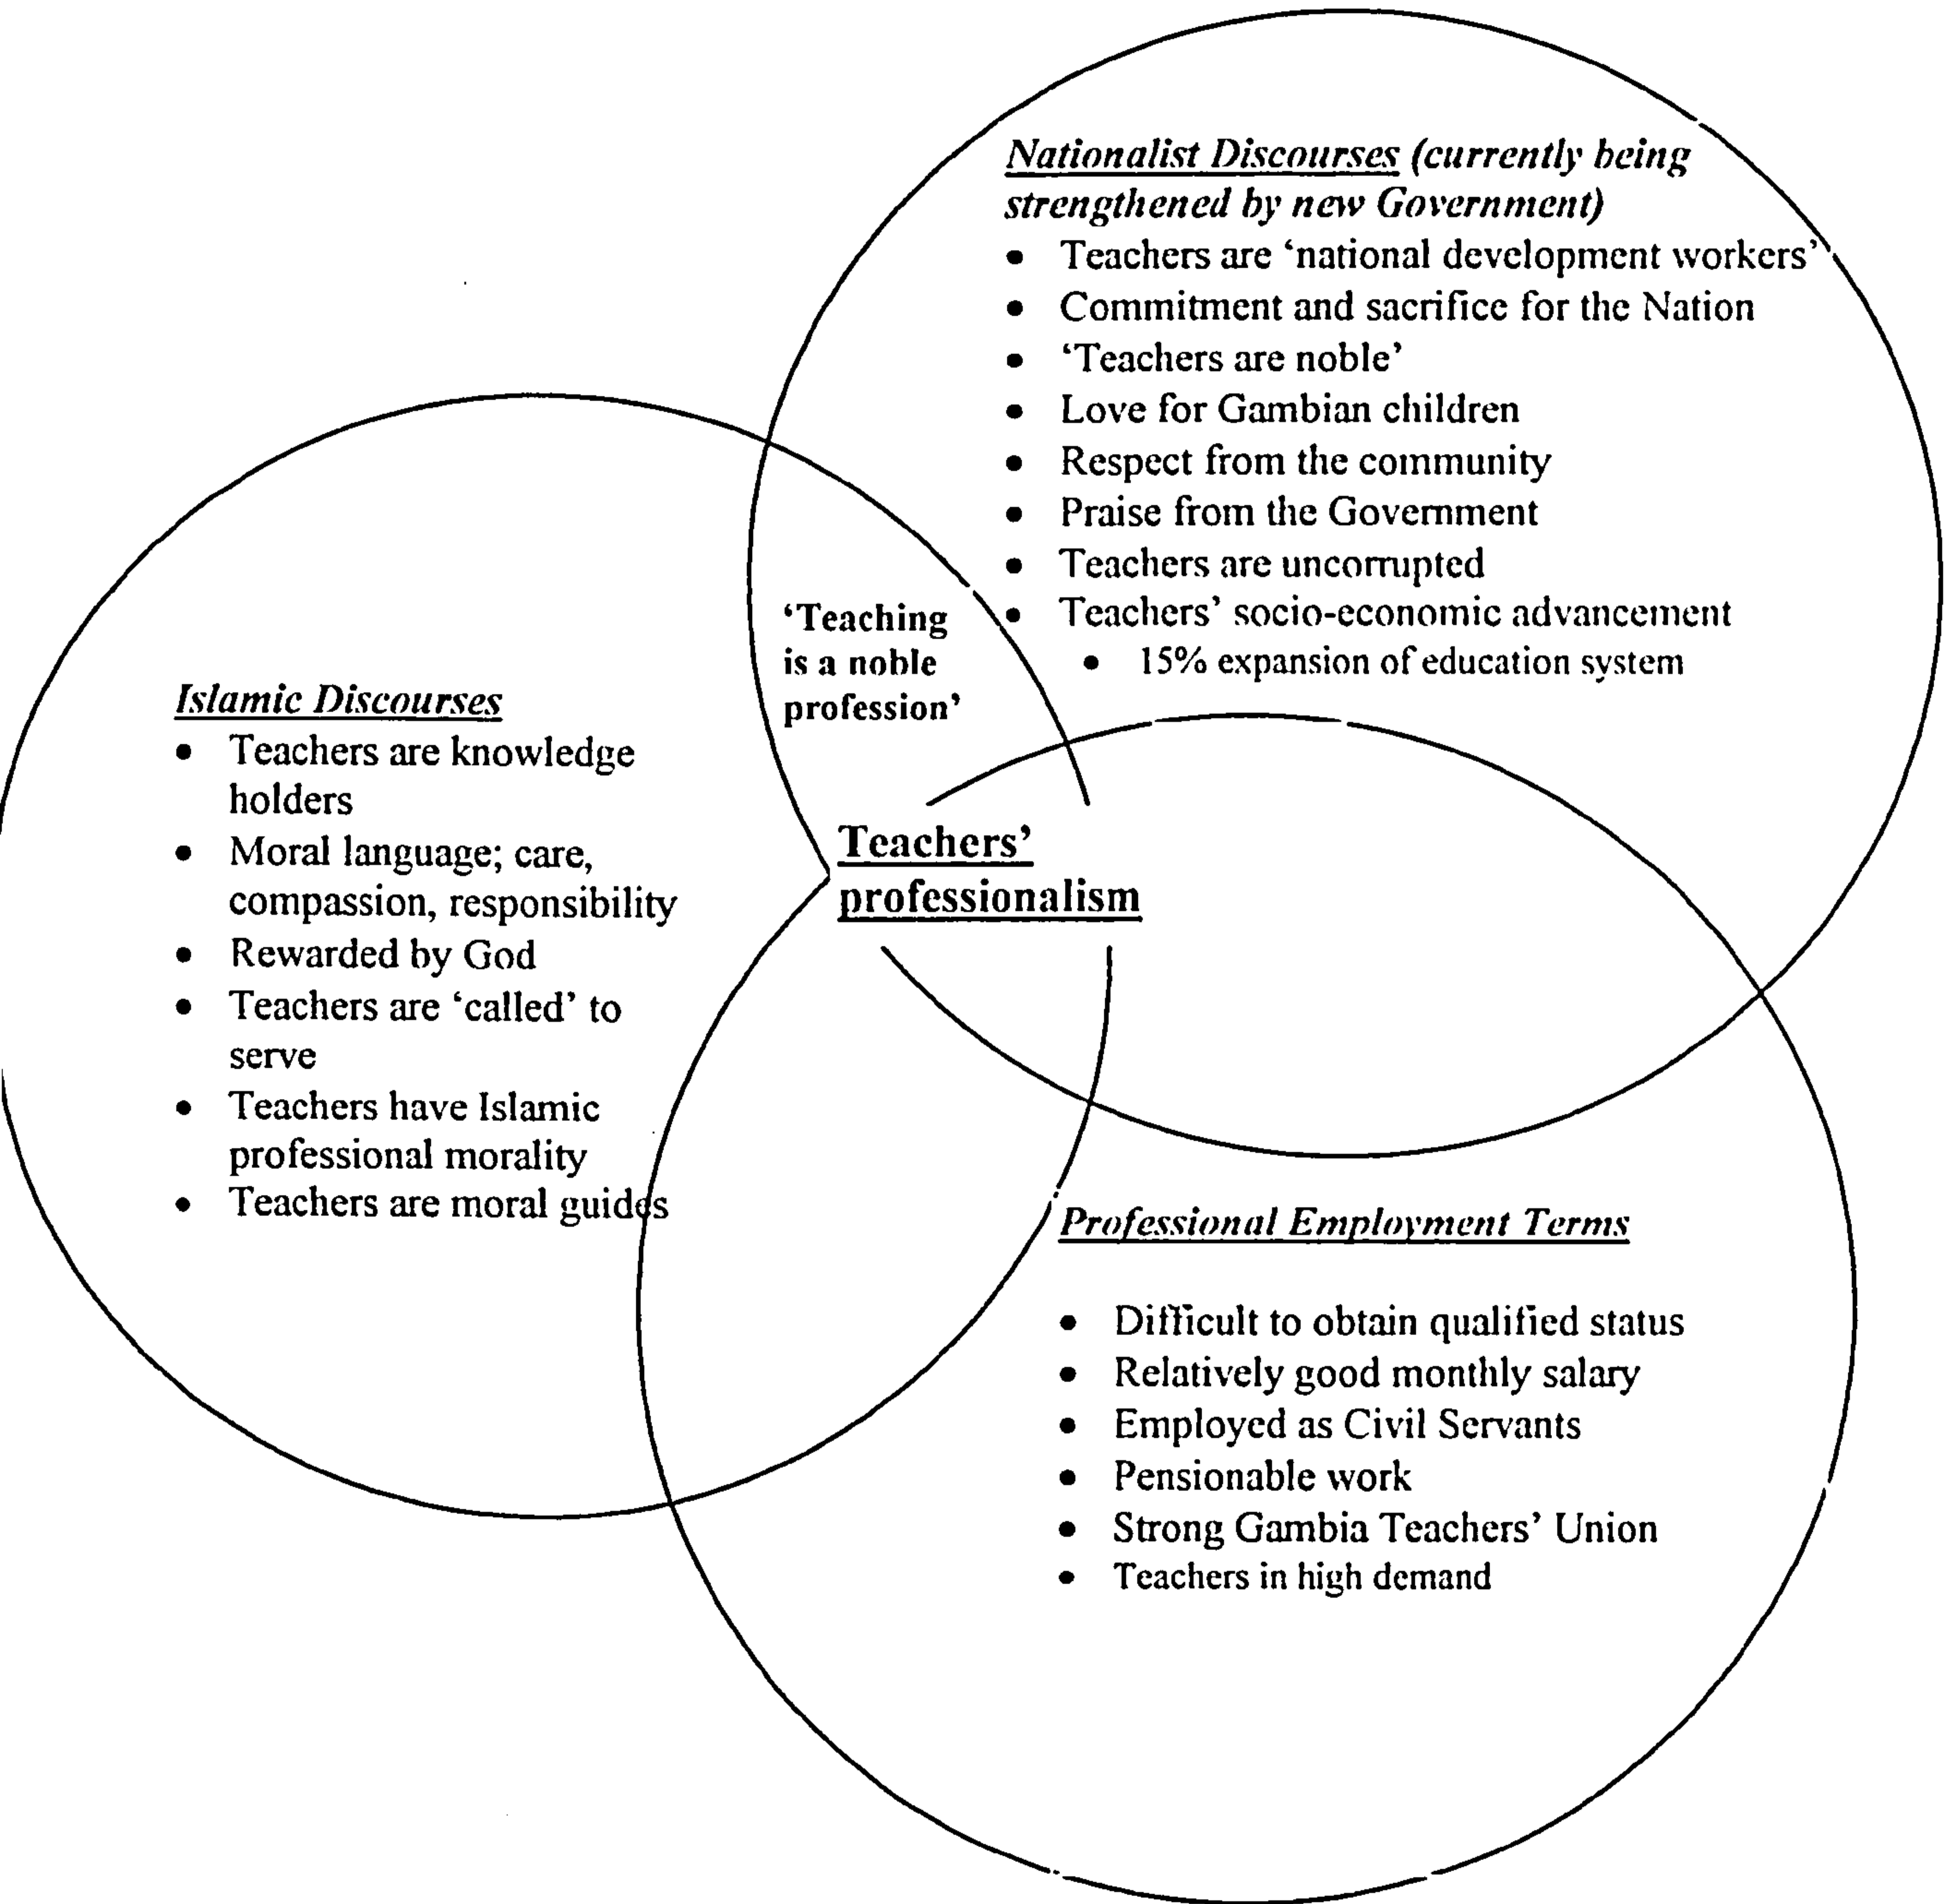 Nationalist Discourses (currently being
strengthened by new Government)
• Teachers are ‘national development workers’
• Commitment and sacrifice for the Nation
• ‘Teachers are noble’
• Love for Gambian children
• Respect from the community
• Praise from the Government
• Teachers are uncorrupted
• Teachers’ socio-economic advancement
• 15% expansion of education system
‘Teaching
is a noble
profession’
Islamic Discourses
• Teachers are knowledge
holders
• Moral language; care,
compassion, responsibility
• Rewarded by God
• Teachers are ‘called’ to
serve
• Teachers have Islamic
professional morality
• Teachers are moral guides
Teachers’
professionalism
Professional Employment Terms
• Difficult to obtain qualified status
• Relatively good monthly salary
• Employed as Civil Servants
• Pensionable work
• Strong Gambia Teachers’ Union
• Teachers in high demand